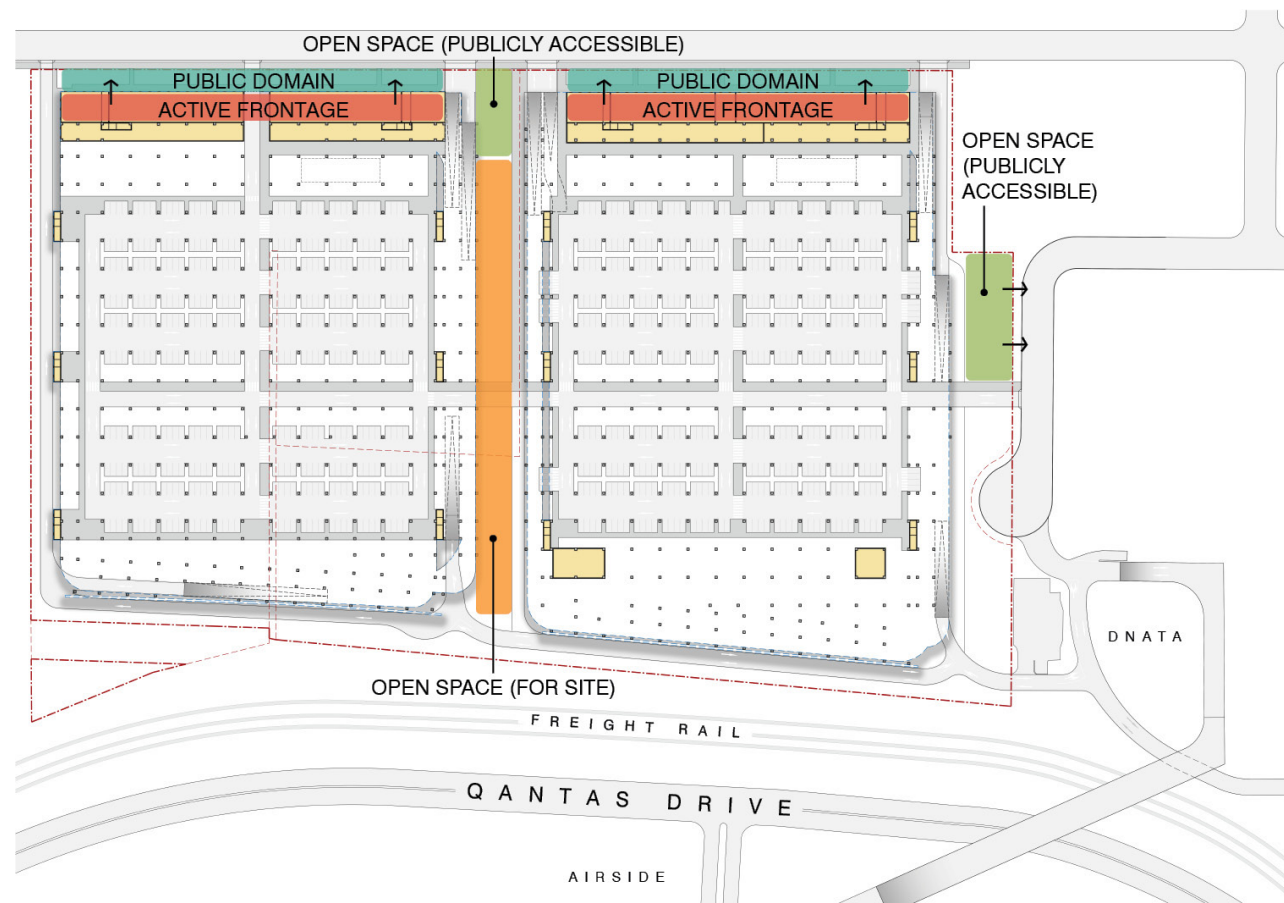 OPEN SPACE (PUBLICLY ACCESSIBLE)
PUBLIC DOMAIN
PUBLIC DOMAIN
ACTIVE FRONTAGE
ACTIVE FRONTAGE
OPEN SPACE
(PUBLICLY
ACCESSIBLE)
DNATA
OPEN SPACE (FOR SITE)
FREIGHT RAIL
QANTAS DRIVE
AIRSIDE